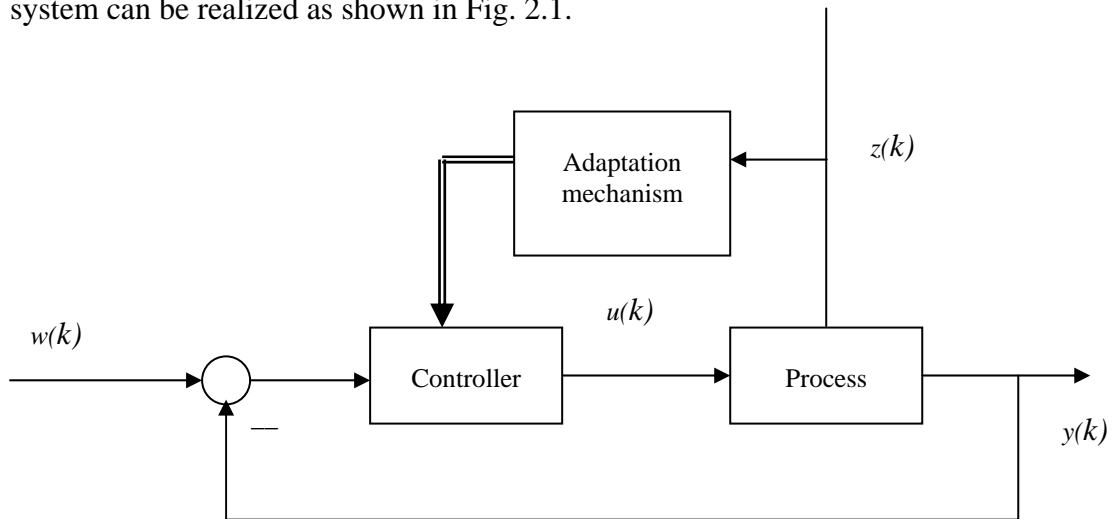 system can be realized as shown in Fig. 2.1.
z(k)
Adaptation
mechanism
u(k)
w(k)
Controller
Process
—
y(k)